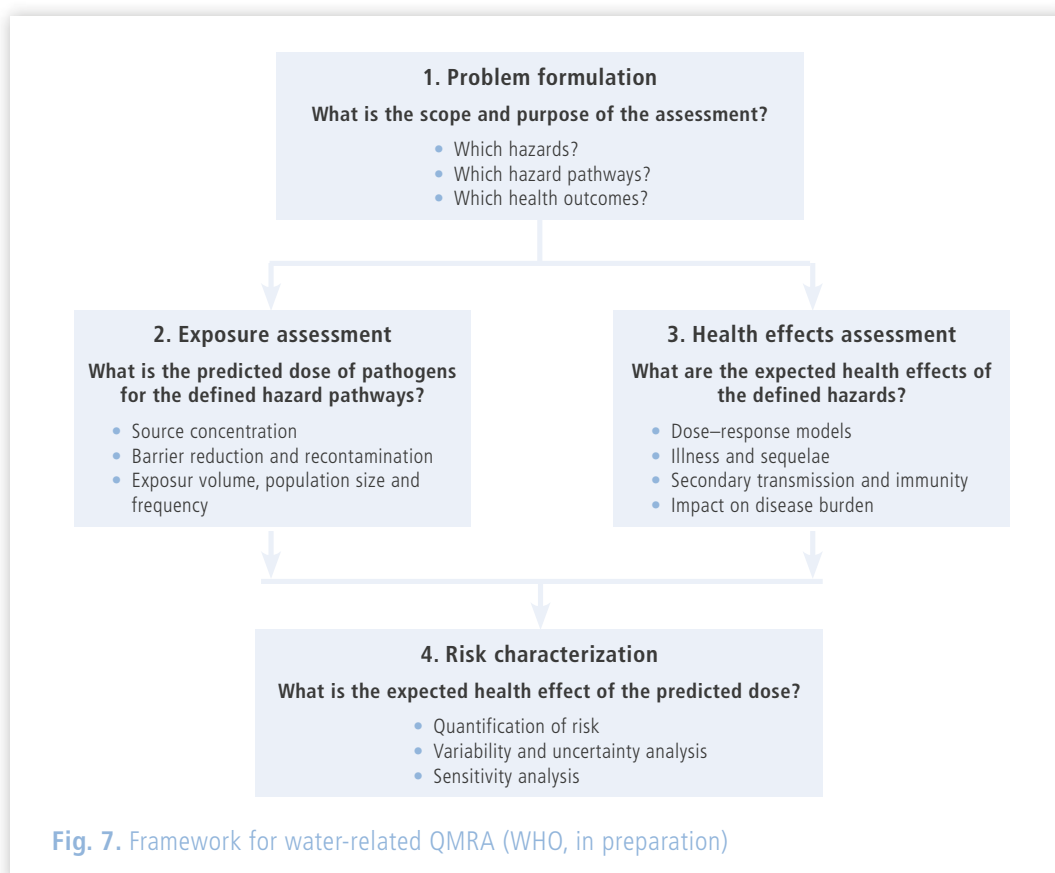 1. Problem formulation
What is the scope and purpose of the assessment?
• Which hazards?
• Which hazard pathways?
• Which health outcomes?
2. Exposure assessment
What is the predicted dose of pathogens
for the defined hazard pathways?
• Source concentration
• Barrier reduction and recontamination
• Exposur volume, population size and
frequency
3. Health effects assessment
What are the expected health effects of
the defined hazards?
• Dose–response models
• Illness and sequelae
• Secondary transmission and immunity
• Impact on disease burden
4. Risk characterization
What is the expected health effect of the predicted dose?
• Quantification of risk
• Variability and uncertainty analysis
• Sensitivity analysis
Fig. 7. Framework for water-related QMRA (WHO, in preparation)